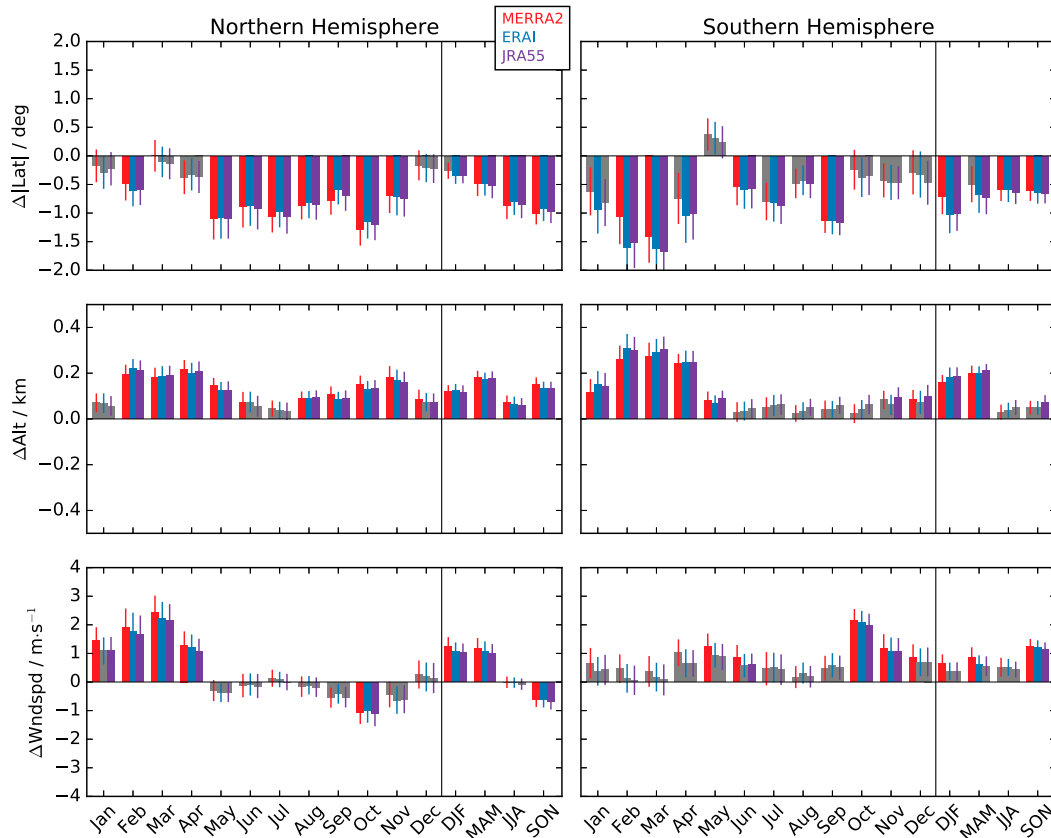 Northern Hemisphere
MERRA2
ERAI
JRA55
Southern Hemisphere
Δ|Lat| / deg
2.0
1.5
1.0
0.5
0.0
−0.5
−1.0
−1.5
−2.0
ΔAlt / km
0.4
0.2
0.0
−0.2
−0.4
ΔWndspd / m·s⁻¹
4
3
2
1
0
−1
−2
−3
−4
Jan Feb Mar Apr May Jun Jul Aug Sep Oct Nov Dec DJF MAM JJA SON
Jan Feb Mar Apr May Jun Jul Aug Sep Oct Nov Dec DJF MAM JJA SON